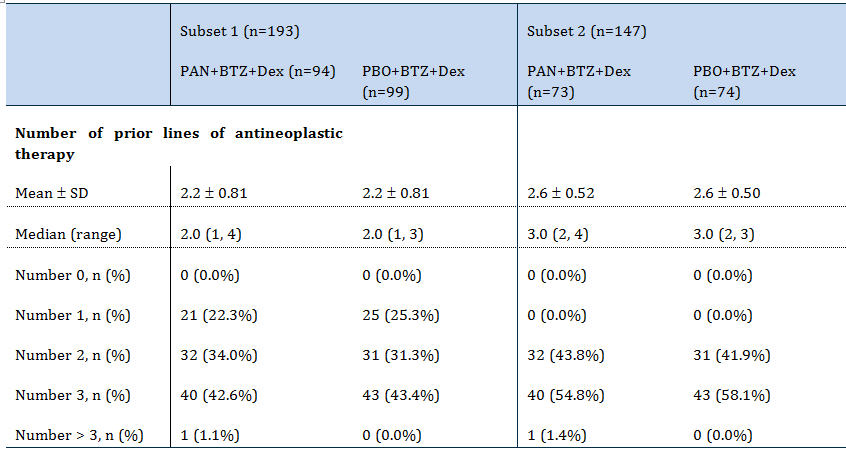 Subset 1 (n=193) Subset 2 (n=147)
PAN+BTZ+Dex (n=94) PBO+BTZ+Dex PAN+BTZ+Dex PBO+BTZ+Dex
(n=99) (n=73) (n=74)
Number of prior lines of antineoplastic
therapy
Mean ± SD 2.2 ± 0.81 2.2 ± 0.81 2.6 ± 0.52 2.6 ± 0.50
Median (range) 2.0 (1, 4) 2.0 (1, 3) 3.0 (2, 4) 3.0 (2, 3)
Number 0, n (%) 0 (0.0%) 0 (0.0%) 0 (0.0%) 0 (0.0%)
Number 1, n (%) 21 (22.3%) 25 (25.3%) 0 (0.0%) 0 (0.0%)
Number 2, n (%) 32 (34.0%) 31 (31.3%) 32 (43.8%) 31 (41.9%)
Number 3, n (%) 40 (42.6%) 43 (43.4%) 40 (54.8%) 43 (58.1%)
Number > 3, n (%) 1 (1.1%) 0 (0.0%) 1 (1.4%) 0 (0.0%)